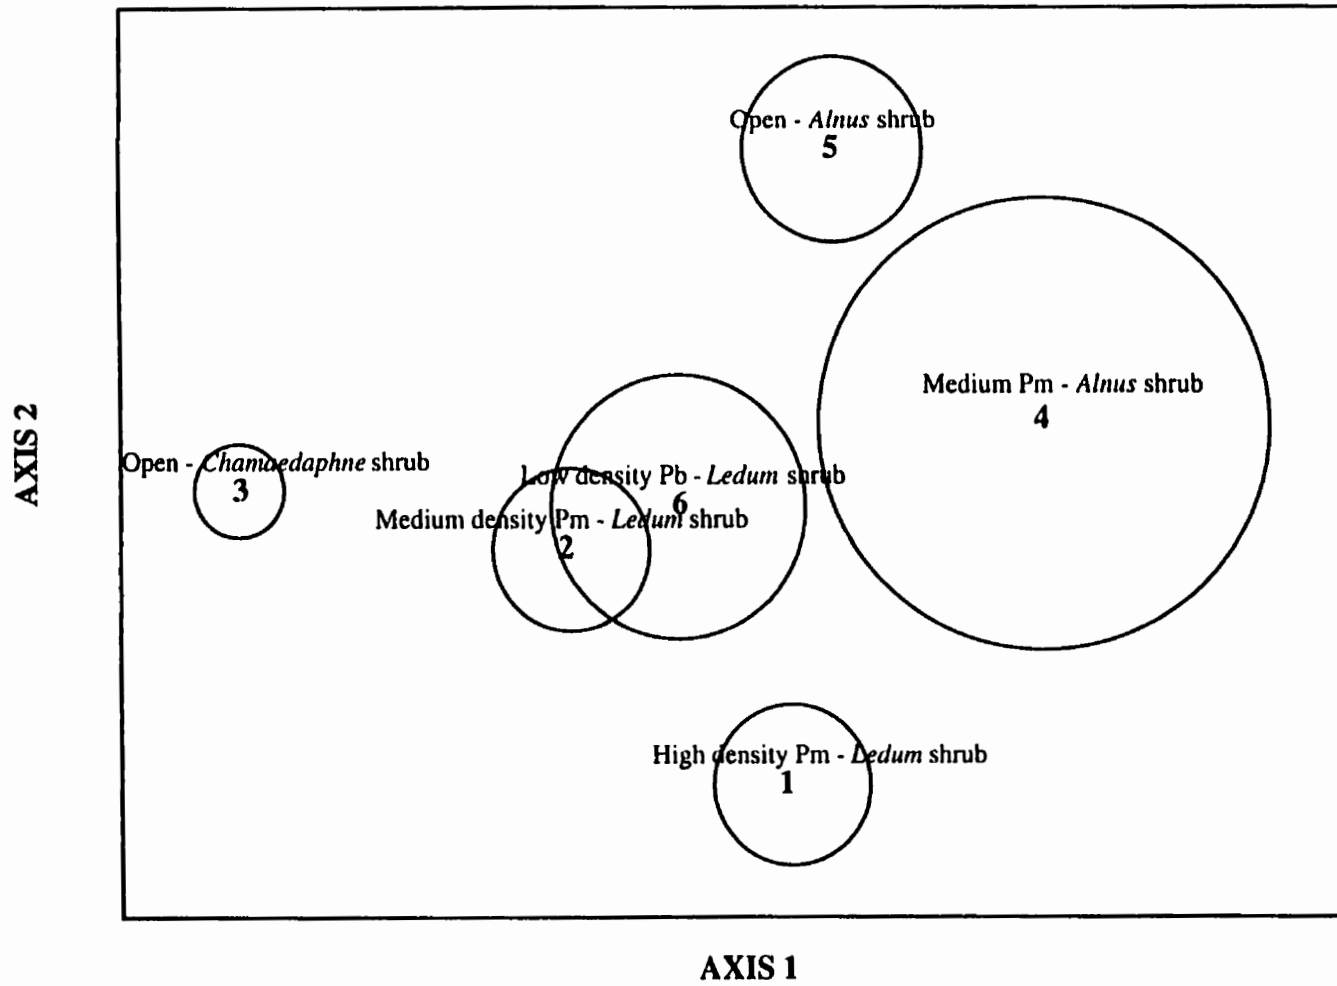 Open - Alnus shrub
5
Medium Pm - Alnus shrub
4
AXIS 2
Open - Chamaedaphne shrub
3
Low density Pb - Ledum shrub
6
Medium density Pm - Ledum shrub
2
High density Pm - Ledum shrub
1
AXIS 1